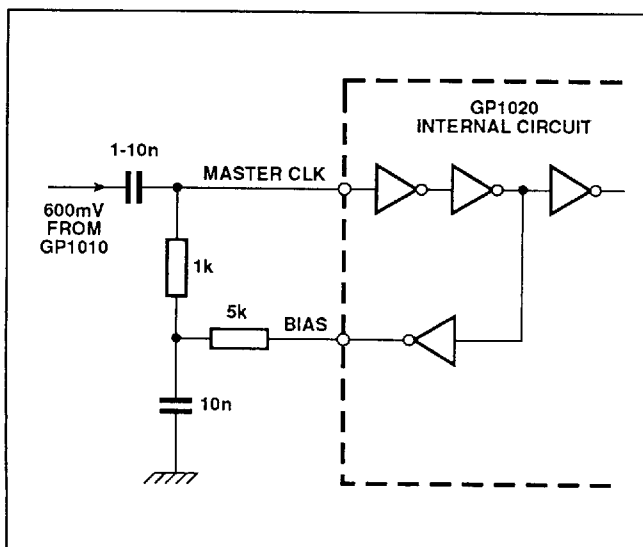 GP1020
INTERNAL CIRCUIT
1-10n
MASTER CLK
600mV
FROM
GP1010
1k
5k
BIAS
10n